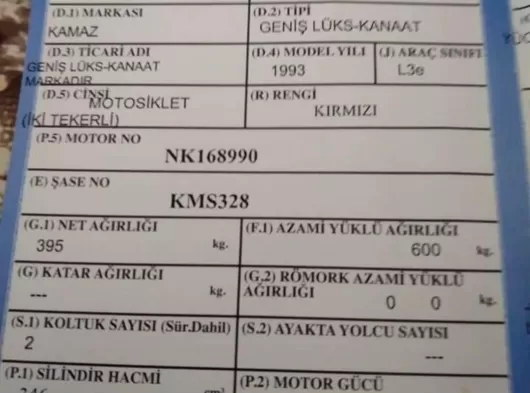 (D.1) MARKASI
KAMAZ
(D.2) TİPİ
GENİŞ LÜKS-KANAAT
(D.3) TİCARİ ADI
GENİŞ LÜKS-KANAAT
MARKADIR
(D.4) MODEL YILI
1993
(J) ARAÇ SINIFI
L3e
(D.5) CİNSİ
MOTOSİKLET
(İKİ TEKERLİ)
(R) RENGİ
KIRMIZI
(P.5) MOTOR NO
NK168990
(E) ŞASE NO
KMS328
(G.1) NET AĞIRLIĞI
395 kg.
(F.1) AZAMİ YÜKLÜ AĞIRLIĞI
600 kg.
(G) KATAR AĞIRLIĞI
--- kg.
(G.2) RÖMORK AZAMİ YÜKLÜ
AĞIRLIĞI
0 0 kg.
(S.1) KOLTUK SAYISI (Sür.Dahil)
2
(S.2) AYAKTA YOLCU SAYISI
---
(P.1) SİLİNDİR HACMİ
(P.2) MOTOR GÜCÜ